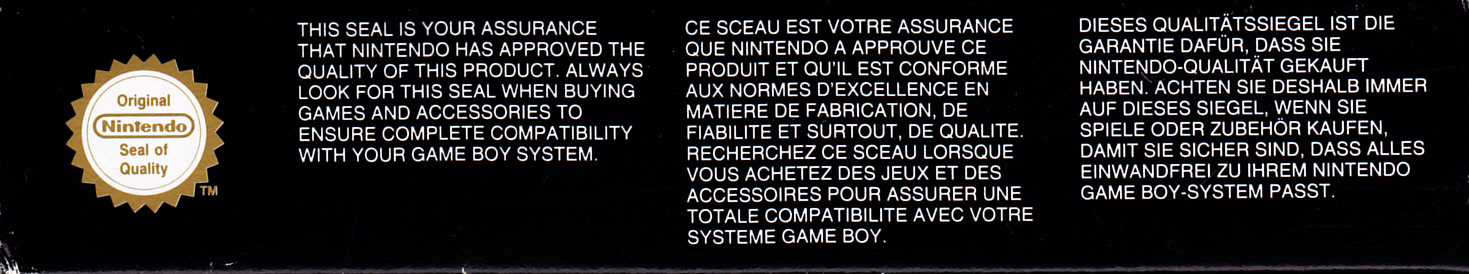 Original
Nintendo
Seal of
Quality
TM
THIS SEAL IS YOUR ASSURANCE
THAT NINTENDO HAS APPROVED THE
QUALITY OF THIS PRODUCT. ALWAYS
LOOK FOR THIS SEAL WHEN BUYING
GAMES AND ACCESSORIES TO
ENSURE COMPLETE COMPATIBILITY
WITH YOUR GAME BOY SYSTEM.
CE SCEAU EST VOTRE ASSURANCE
QUE NINTENDO A APPROUVE CE
PRODUIT ET QU'IL EST CONFORME
AUX NORMES D'EXCELLENCE EN
MATIERE DE FABRICATION, DE
FIABILITE ET SURTOUT, DE QUALITE.
RECHERCHEZ CE SCEAU LORSQUE
VOUS ACHETEZ DES JEUX ET DES
ACCESSOIRES POUR ASSURER UNE
TOTALE COMPATIBILITE AVEC VOTRE
SYSTEME GAME BOY.
DIESES QUALITÄTSSIEGEL IST DIE
GARANTIE DAFÜR, DASS SIE
NINTENDO-QUALITÄT GEKAUFT
HABEN. ACHTEN SIE DESHALB IMMER
AUF DIESES SIEGEL, WENN SIE
SPIELE ODER ZUBEHÖR KAUFEN,
DAMIT SIE SICHER SIND, DASS ALLES
EINWANDFREI ZU IHREM NINTENDO
GAME BOY-SYSTEM PASST.